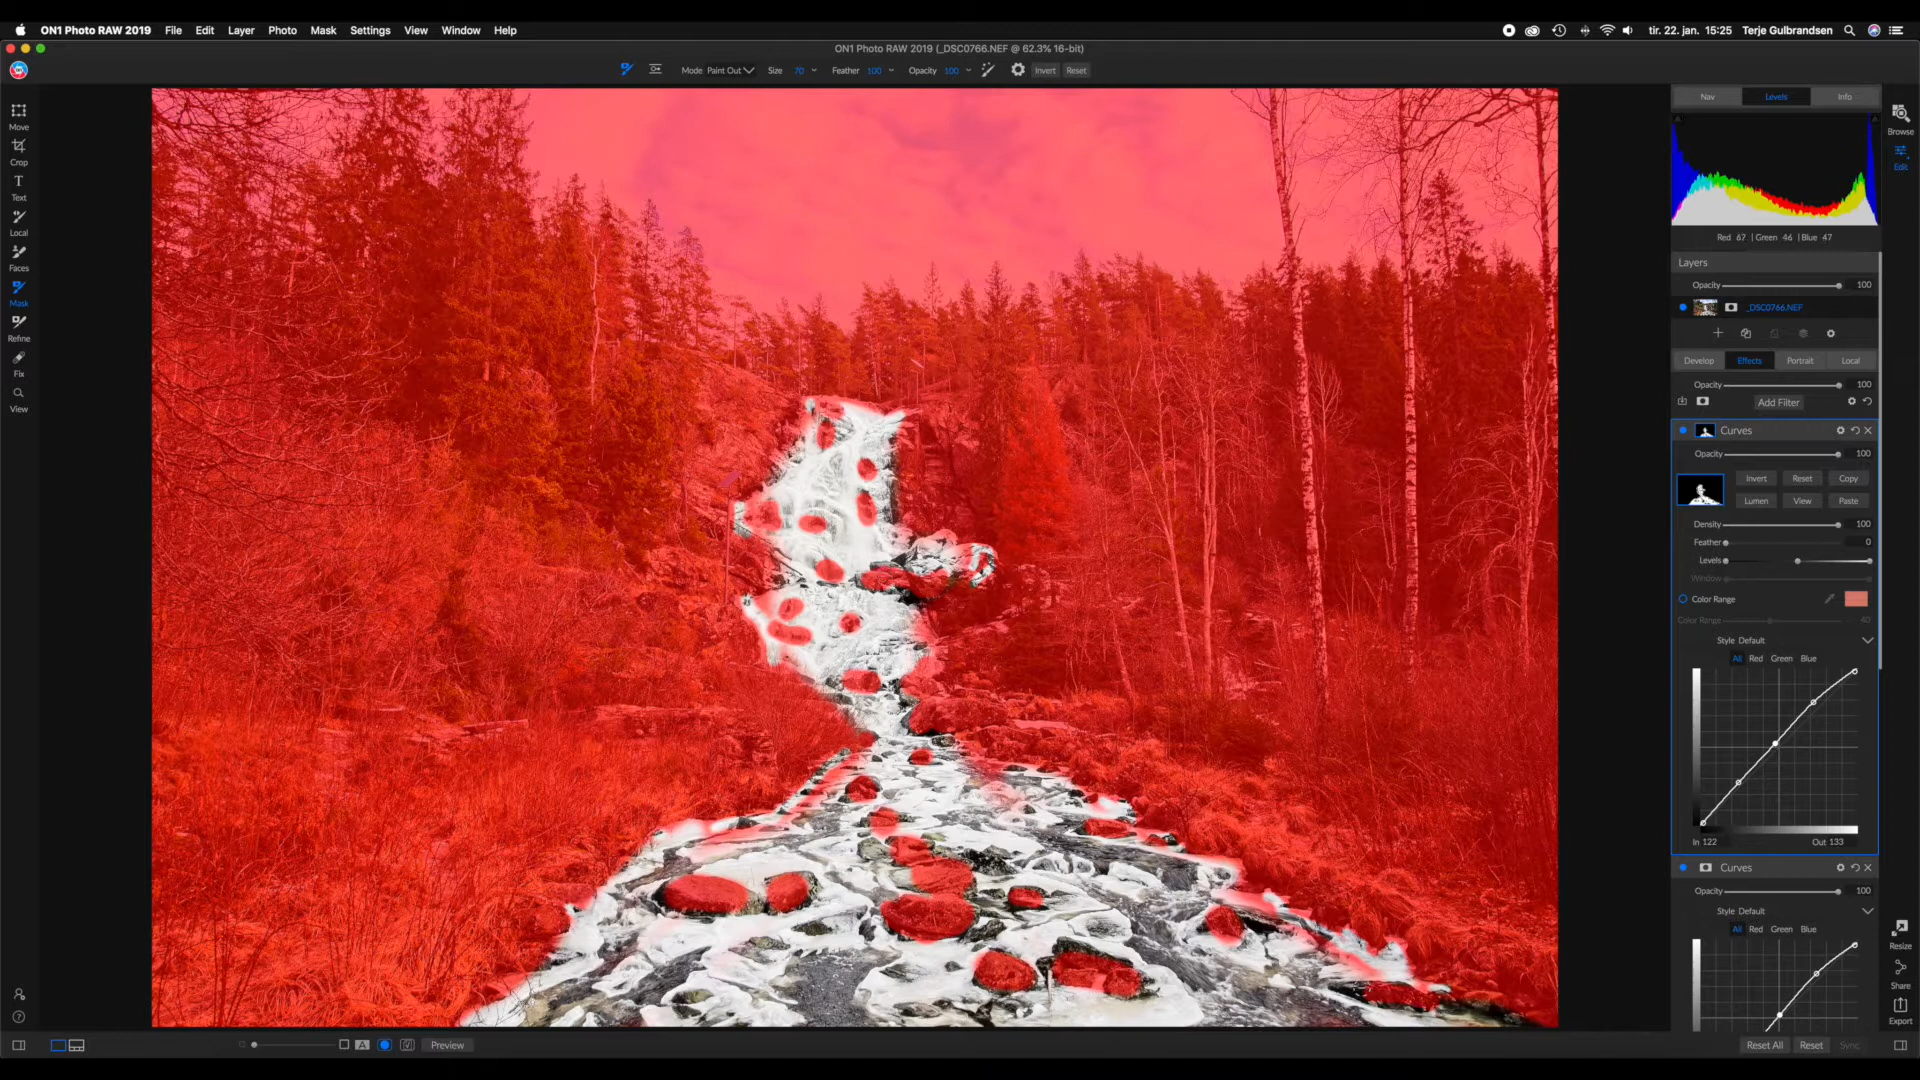 ON1 Photo RAW 2019 File Edit Layer Photo Mask Settings View Window Help tir. 22. jan. 15:25 Terje Gulbrandsen
ON1 Photo RAW 2019 (_DSC0766.NEF @ 62.3% 16-bit)
Mode Paint Out Size 70 Feather 100 Opacity 100 Invert Reset
Move
Crop
Text
Local
Faces
Mask
Refine
Fix
View
Nav Levels Info
Browse
Edit
Red 67 | Green 46 | Blue 47
Layers
Opacity 100
_DSC0766.NEF
Develop Effects Portrait Local
Opacity 100
Add Filter
Curves
Opacity 100
Invert Reset Copy
Lumen View Paste
Density 100
Feather 0
Levels
Window
Color Range
Color Range 40
Style Default
All Red Green Blue
In 122 Out 133
Curves
Opacity 100
Style Default
All Red Green Blue
Resize
Share
Export
A Preview Reset All Reset Sync